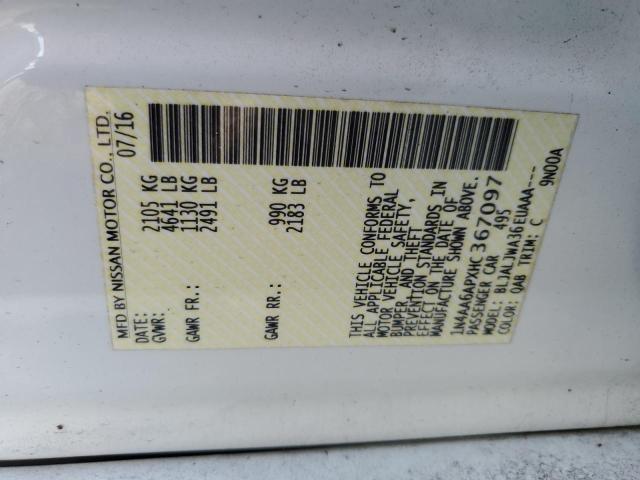 MFD BY NISSAN MOTOR CO., LTD.
DATE: 07/16
GVWR: 2105 KG
4641 LB
GAWR FR.: 1130 KG
2491 LB
GAWR RR.: 990 KG
2183 LB
THIS VEHICLE CONFORMS TO
ALL APPLICABLE FEDERAL
MOTOR VEHICLE SAFETY,
BUMPER, AND THEFT
PREVENTION STANDARDS IN
EFFECT ON THE DATE OF
MANUFACTURE SHOWN ABOVE.
1N4AA6APXHC367097
PASSENGER CAR 495
MODEL: BLJALJWA36EUAAA---
COLOR: QAB TRIM: C 9N00A